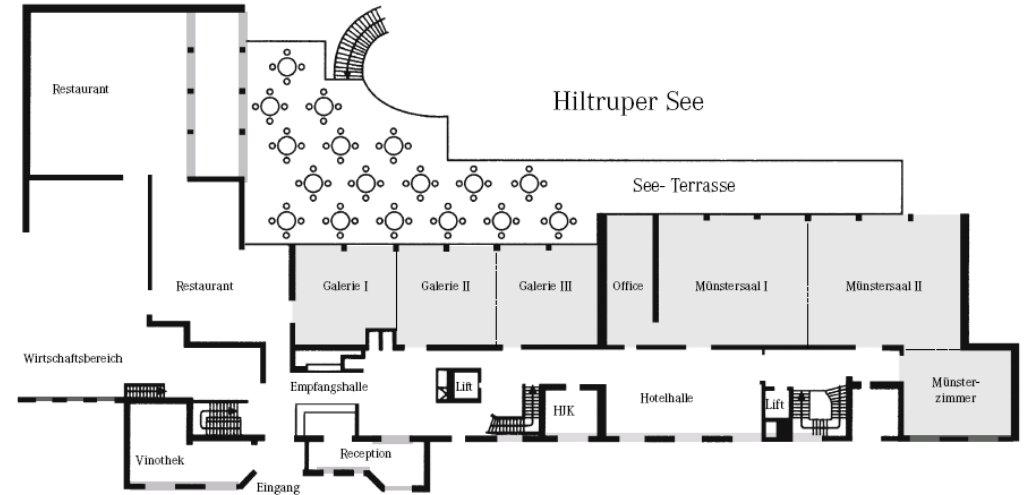 Restaurant
Hiltruper See
See- Terrasse
Restaurant
Galerie I
Galerie II
Galerie III
Office
Münstersaal I
Münstersaal II
Wirtschaftsbereich
Empfangshalle
Lift
HJK
Hotelhalle
Lift
Münster-
zimmer
Vinothek
Reception
Eingang